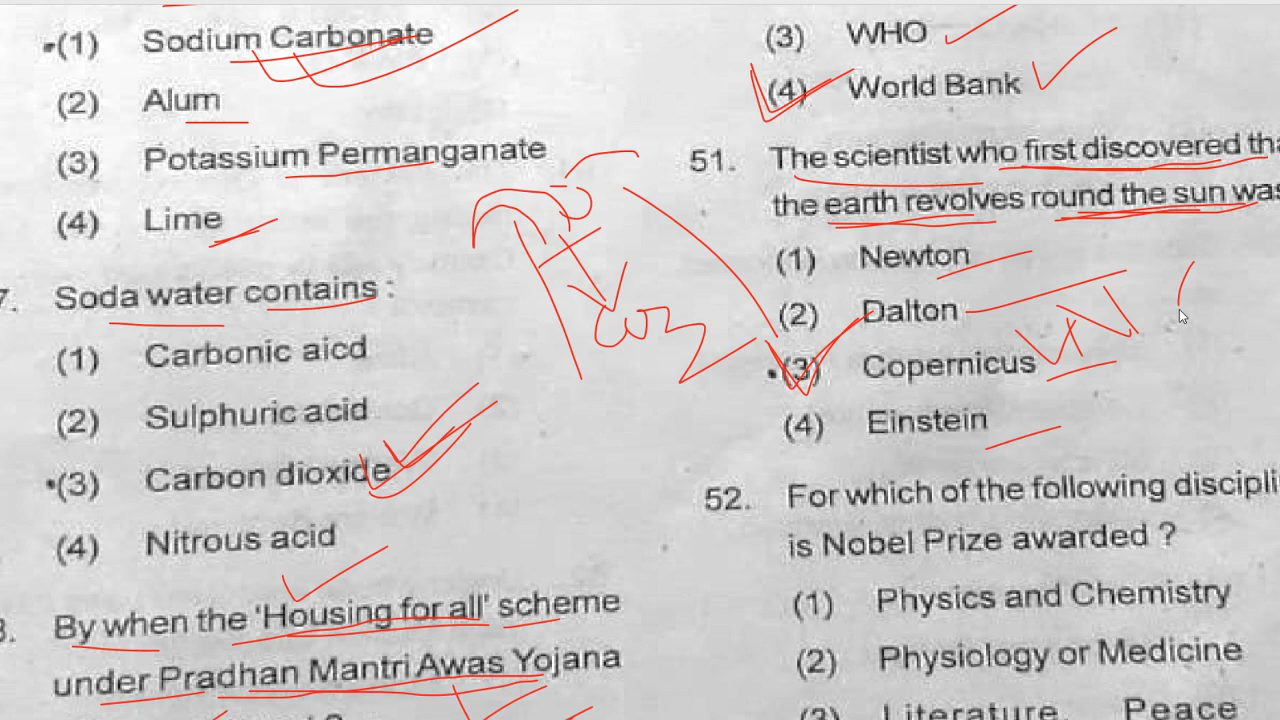 (1) Sodium Carbonate
(2) Alum
(3) Potassium Permanganate
(4) Lime
7. Soda water contains :
(1) Carbonic aicd
(2) Sulphuric acid
(3) Carbon dioxide
(4) Nitrous acid
By when the 'Housing for all' scheme
under Pradhan Mantri Awas Yojana
(3) WHO
(4) World Bank
51. The scientist who first discovered tha
the earth revolves round the sun was
(1) Newton
(2) Dalton
(3) Copernicus
(4) Einstein
52. For which of the following discipli
is Nobel Prize awarded ?
(1) Physics and Chemistry
(2) Physiology or Medicine
(3) Literature, Peace